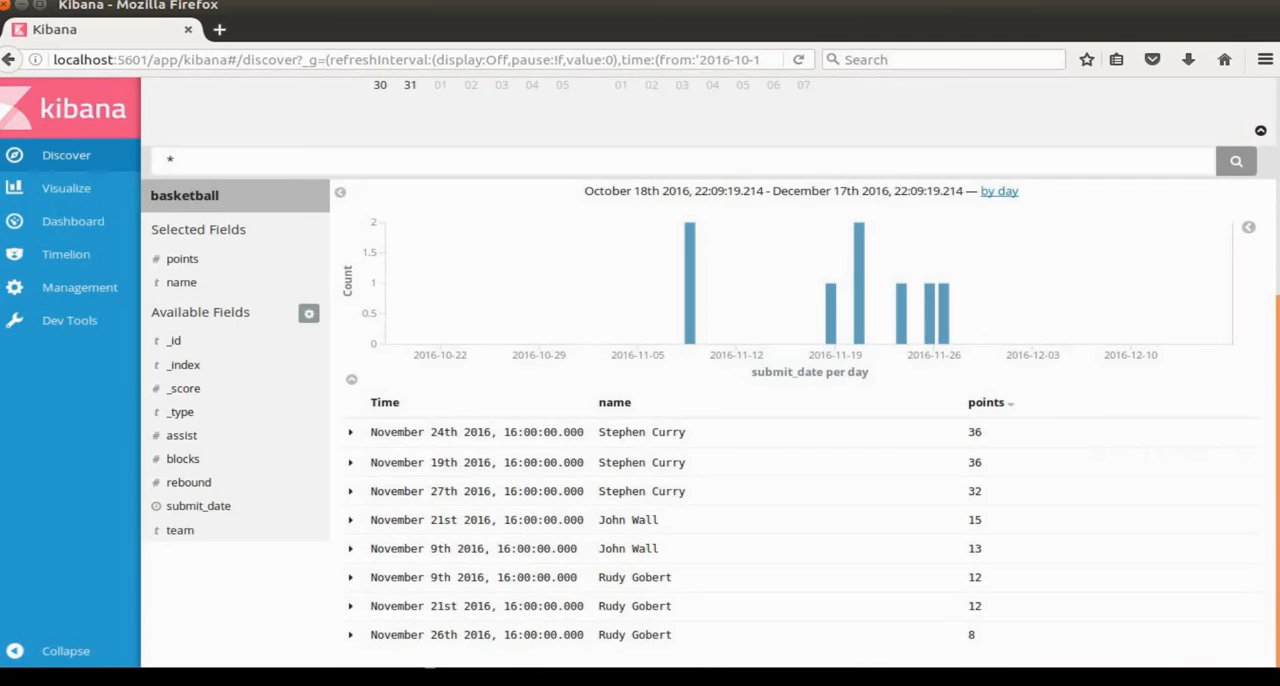 Kibana - Mozilla Firefox
Kibana
localhost:5601/app/kibana#/discover?_g=(refreshInterval:(display:Off,pause:!f,value:0),time:(from:'2016-10-1
Search
30 31 01 02 03 04 05 01 02 03 04 05 06 07
kibana
Discover
Visualize
Dashboard
Timelion
Management
Dev Tools
Collapse
*
basketball
Selected Fields
# points
t name
Available Fields
t _id
t _index
# _score
t _type
# assist
# blocks
# rebound
submit_date
t team
October 18th 2016, 22:09:19.214 - December 17th 2016, 22:09:19.214 — by day
Count
2
1.5
1
0.5
0
2016-10-22 2016-10-29 2016-11-05 2016-11-12 2016-11-19 2016-11-26 2016-12-03 2016-12-10
submit_date per day
Time name points
November 24th 2016, 16:00:00.000 Stephen Curry 36
November 19th 2016, 16:00:00.000 Stephen Curry 36
November 27th 2016, 16:00:00.000 Stephen Curry 32
November 21st 2016, 16:00:00.000 John Wall 15
November 9th 2016, 16:00:00.000 John Wall 13
November 9th 2016, 16:00:00.000 Rudy Gobert 12
November 21st 2016, 16:00:00.000 Rudy Gobert 12
November 26th 2016, 16:00:00.000 Rudy Gobert 8